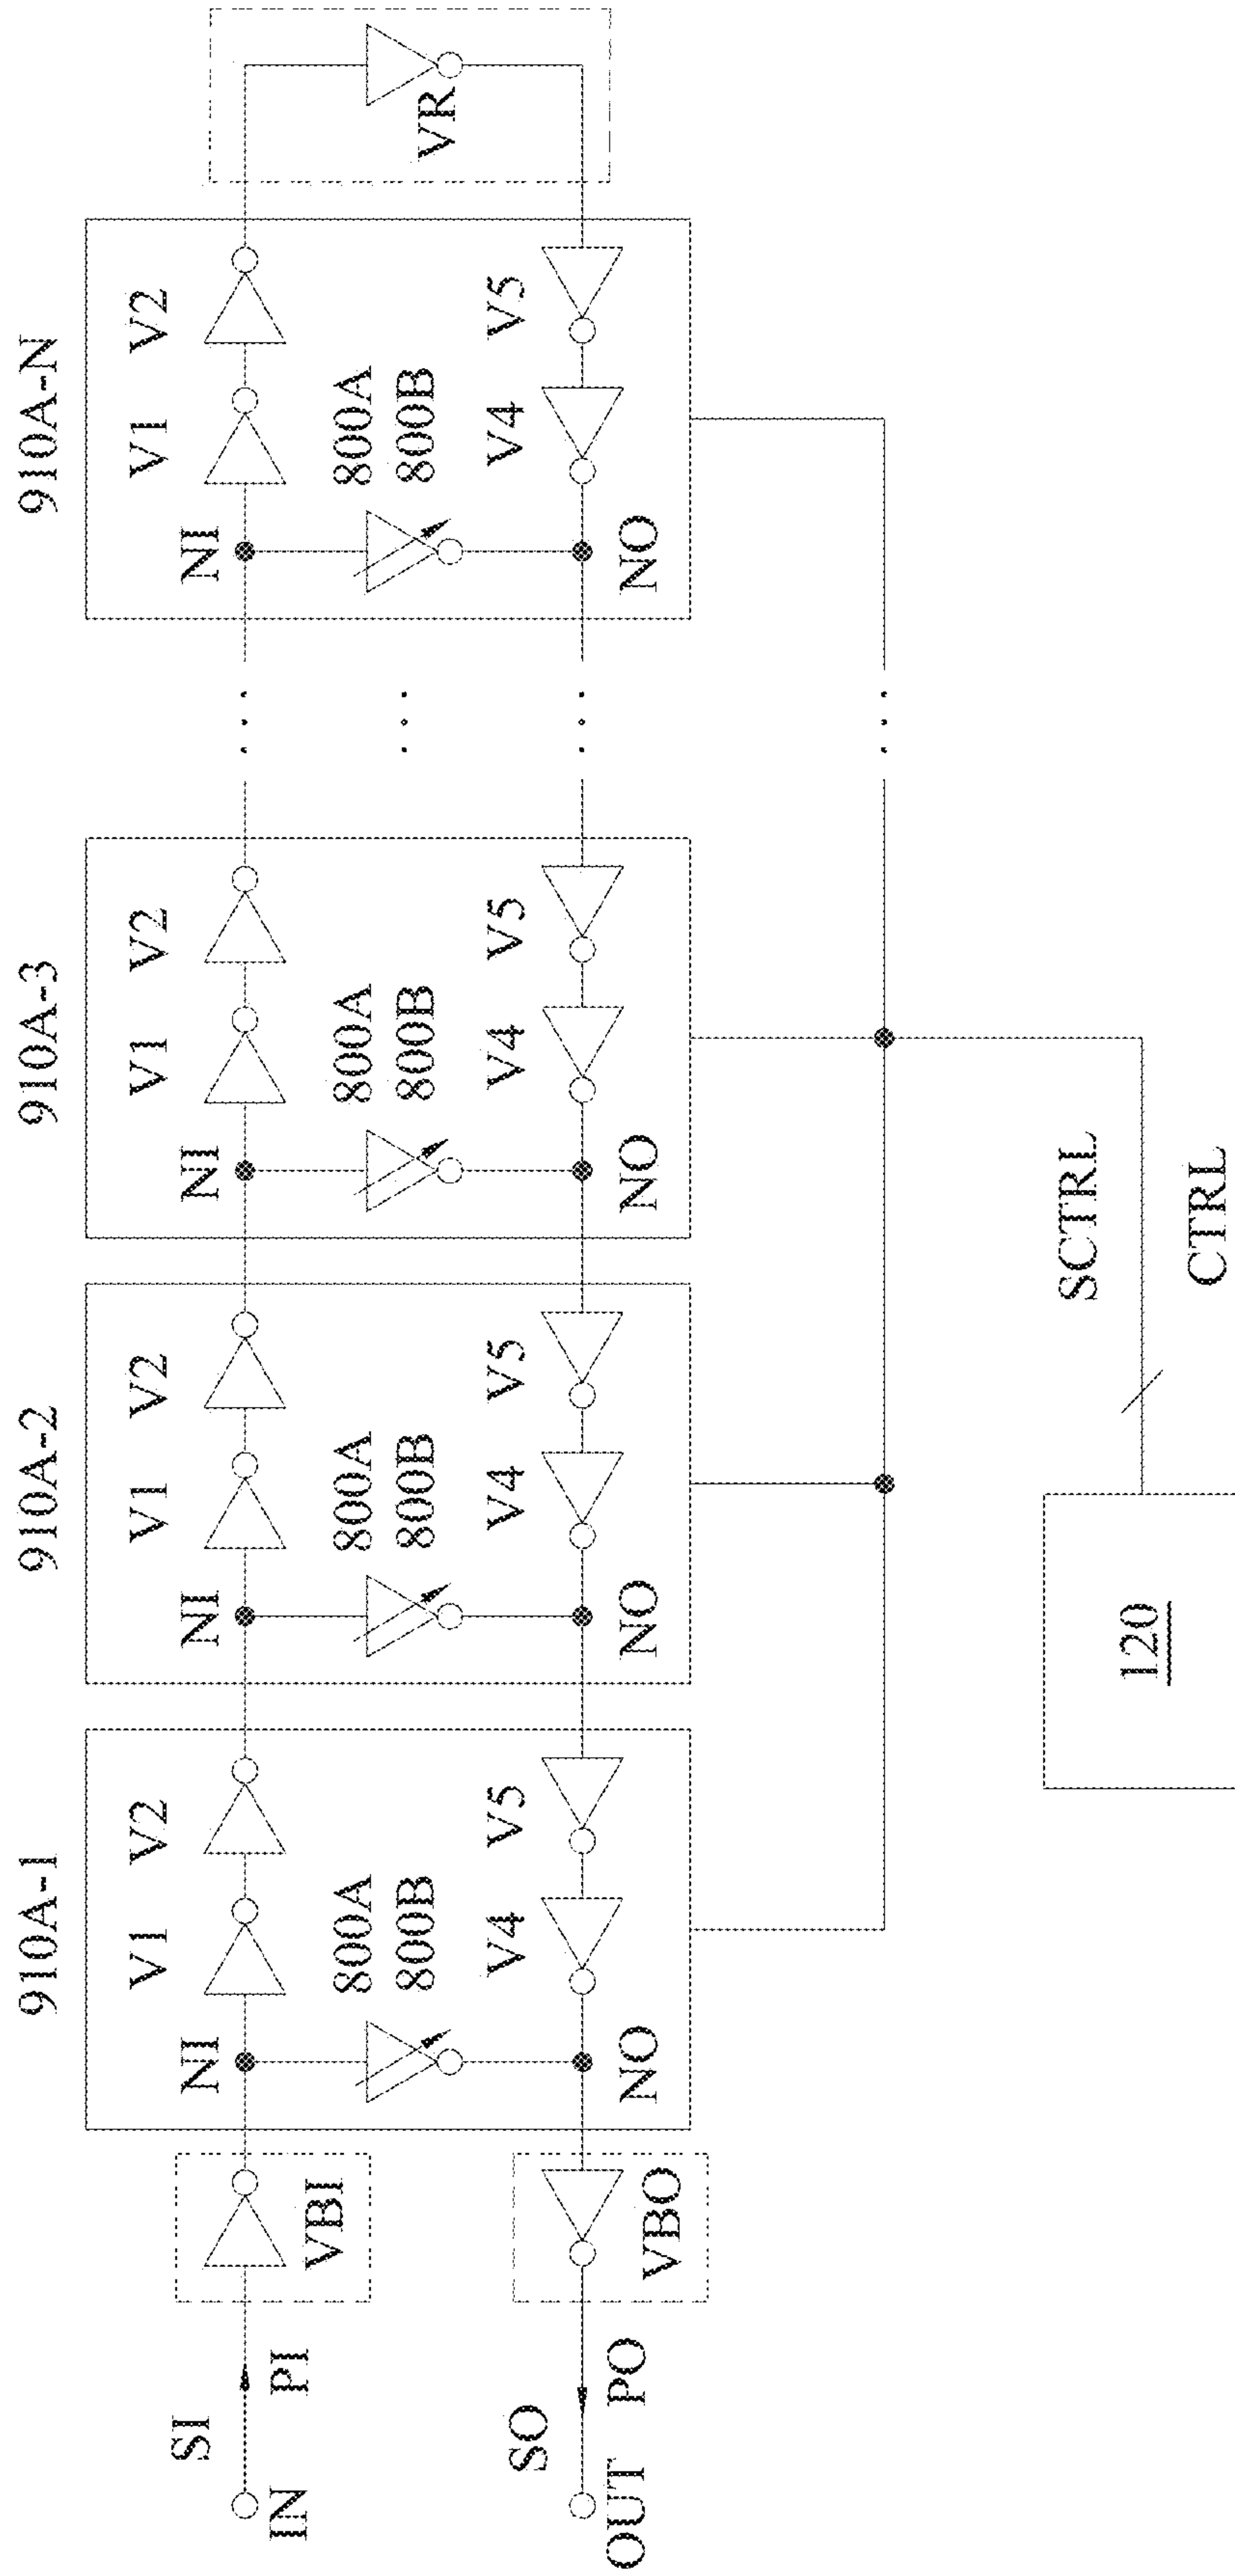 910A-1
910A-2
910A-3
910A-N
V1
V2
V1
V2
V1
V2
V1
V2
SI
NI
NI
NI
NI
IN
PI
VBI
800A
800B
800A
800B
800A
800B
800A
800B
VR
V4
V5
V4
V5
V4
V5
V4
V5
SO
OUT
PO
VBO
NO
NO
NO
NO
120
SCTRL
CTRL